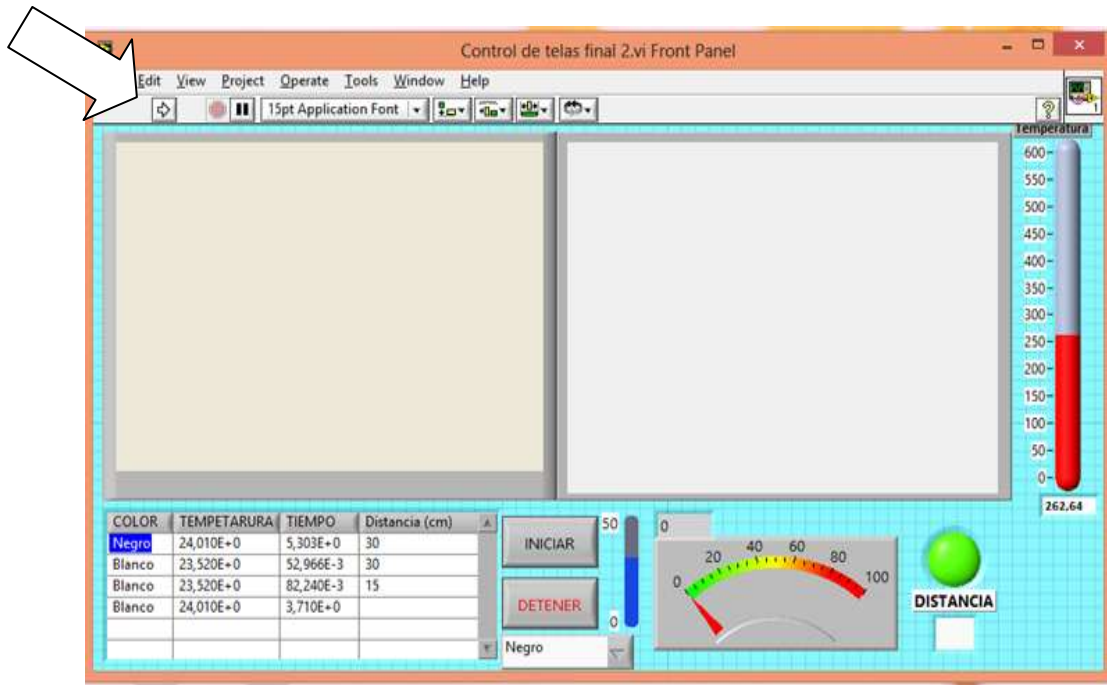 Control de telas final 2.vi Front Panel
Edit View Project Operate Tools Window Help
15pt Application Font
Temperatura
600
550
500
450
400
350
300
250
200
150
100
50
0
262,64
COLOR TEMPETARURA TIEMPO Distancia (cm)
Negro 24,010E+0 5,303E+0 30
Blanco 23,520E+0 52,966E-3 30
Blanco 23,520E+0 82,240E-3 15
Blanco 24,010E+0 3,710E+0
INICIAR
DETENER
Negro
50
0
0
0 20 40 60 80 100
DISTANCIA
1